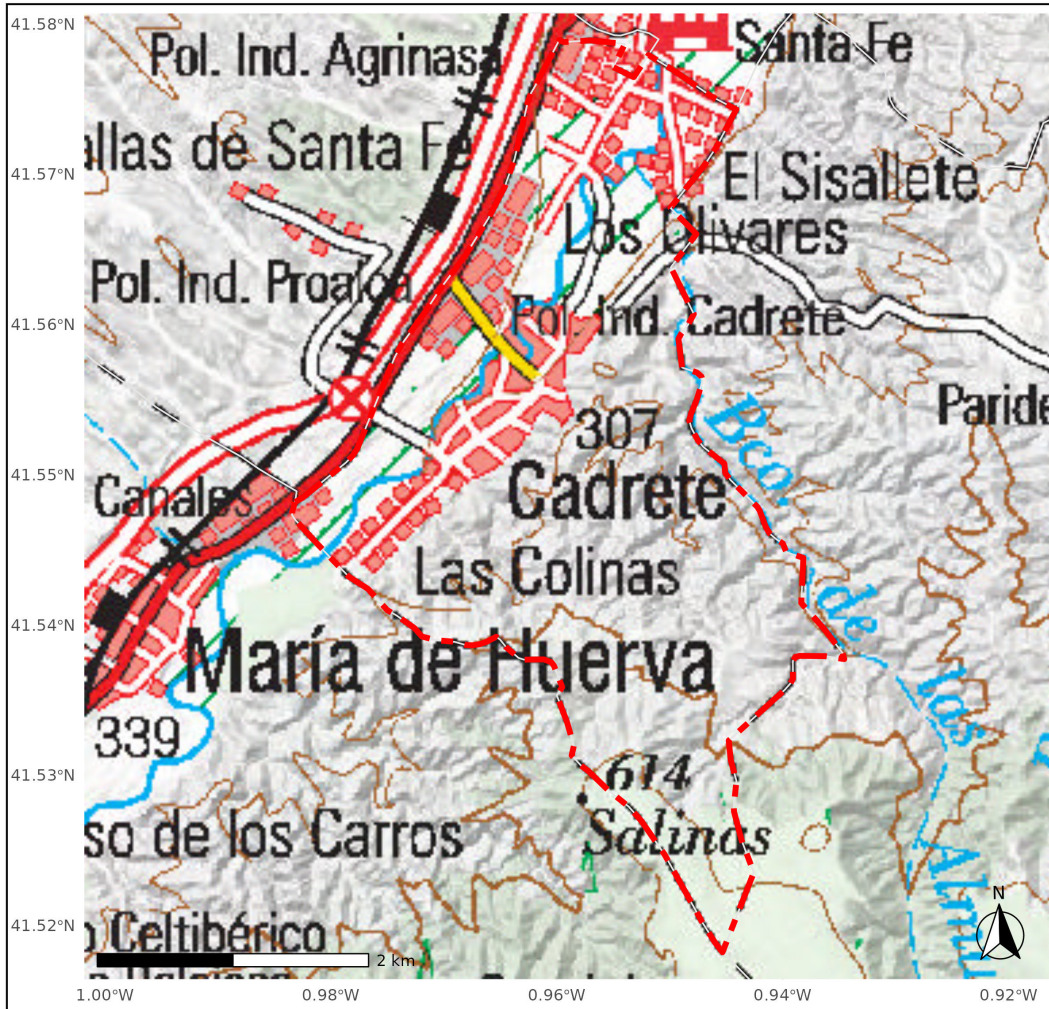 41.58°N
Santa Fe
Pol. Ind. Agrinasa
allas de Santa Fe
41.57°N
El Sisallete
Los Olivares
Pol. Ind. Proalca
Pol. Ind. Cadrete
41.56°N
Paride
307
Bco.
41.55°N
Canales
Cadrete
Las Colinas
de
41.54°N
María de Huerva
las
339
614
41.53°N
Salinas
so de los Carros
41.52°N
o Celtibérico
N
2 km
1.00°W
0.98°W
0.96°W
0.94°W
0.92°W